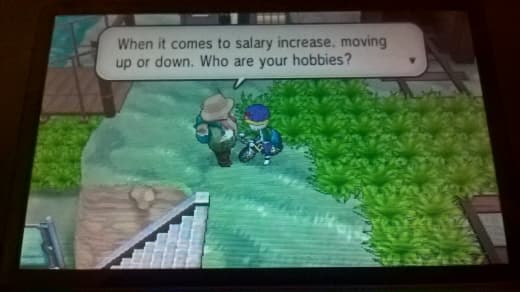 When it comes to salary increase, moving
up or down. Who are your hobbies?